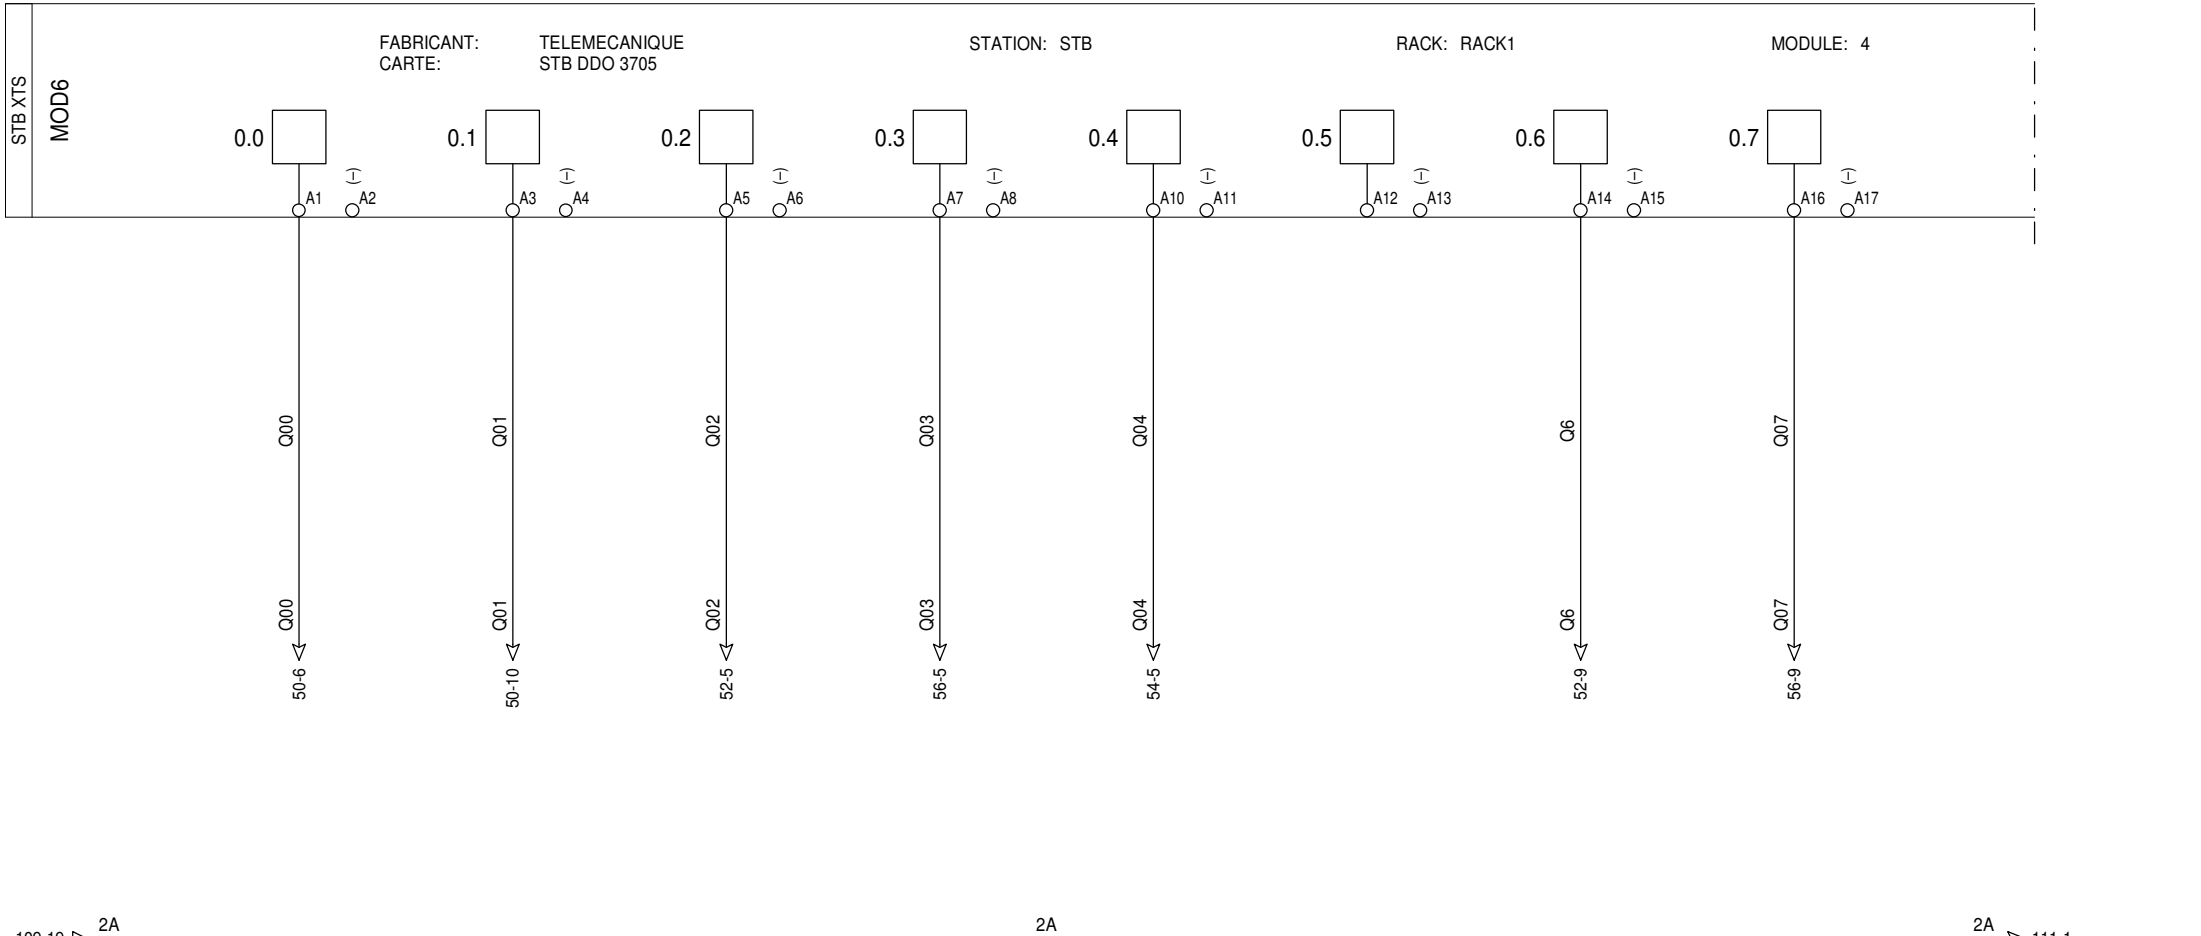 FABRICANT: TELEMECANIQUE STATION: STB RACK: RACK1 MODULE: 4
CARTE: STB DDO 3705
STB XTS
MOD6
0.0 0.1 0.2 0.3 0.4 0.5 0.6 0.7
(-) (-) (-) (-) (-) (-) (-) (-)
A1 A2 A3 A4 A5 A6 A7 A8 A10 A11 A12 A13 A14 A15 A16 A17
Q00 Q01 Q02 Q03 Q04 Q6 Q07
Q00 Q01 Q02 Q03 Q04 Q6 Q07
50-6 50-10 52-5 56-5 54-5 52-9 56-9
2A 2A 2A